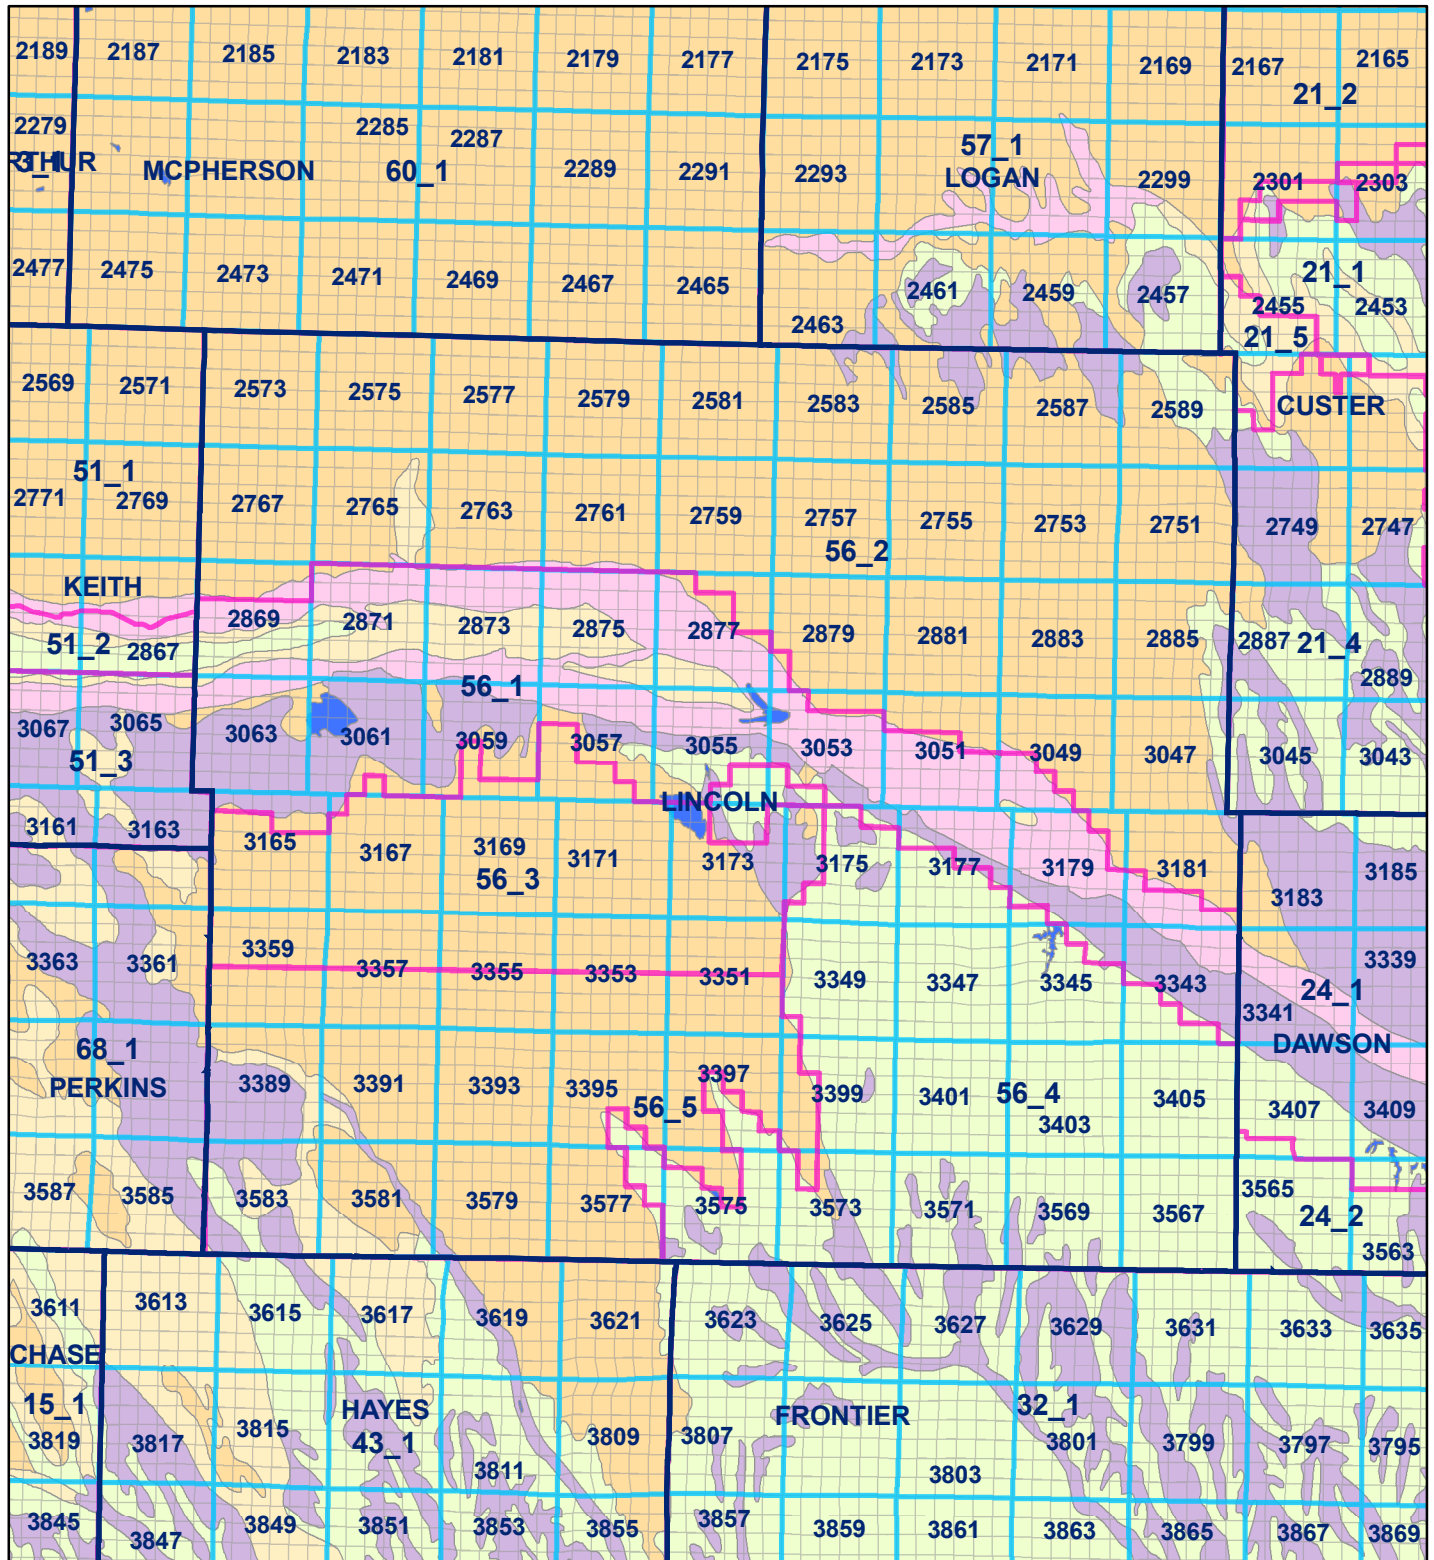 2189 2187 2185 2183 2181 2179 2177 2175 2173 2171 2169 2167 2165
21_2
2279 2285 2287 57_1
3_1 RTHUR MCPHERSON 60_1 2289 2291 2293 LOGAN 2299 2301 2303
2477 2475 2473 2471 2469 2467 2465 2463 2461 2459 2457 21_1 2455 2453
21_5
2569 2571 2573 2575 2577 2579 2581 2583 2585 2587 2589 CUSTER
51_1
2771 2769 2767 2765 2763 2761 2759 2757 2755 2753 2751 2749 2747
56_2
KEITH
51_2 2867 2869 2871 2873 2875 2877 2879 2881 2883 2885 2887 21_4
2889
56_1
3067 3065 3063 3061 3059 3057 3055 3053 3051 3049 3047 3045 3043
51_3
LINCOLN
3161 3163 3165 3167 3169 3171 3173 3175 3177 3179 3181 3183 3185
56_3
3363 3361 3359 3357 3355 3353 3351 3349 3347 3345 3343 3341 3339
24_1
68_1 DAWSON
PERKINS 3389 3391 3393 3395 3397 3399 3401 56_4 3403 3405 3407 3409
56_5
3587 3585 3583 3581 3579 3577 3575 3573 3571 3569 3567 3565
24_2
3563
3611 3613 3615 3617 3619 3621 3623 3625 3627 3629 3631 3633 3635
CHASE
15_1 HAYES FRONTIER 32_1
3819 3817 3815 43_1 3811 3809 3807 3803 3801 3799 3797 3795
3845 3847 3849 3851 3853 3855 3857 3859 3861 3863 3865 3867 3869